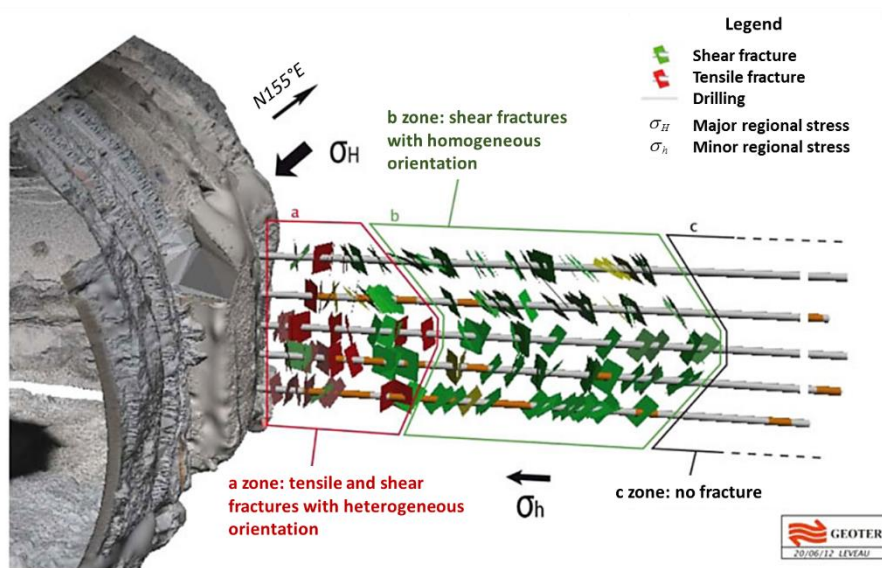 Legend
Shear fracture
Tensile fracture
Drilling
σH Major regional stress
σh Minor regional stress
N155°E
σH
b zone: shear fractures
with homogeneous
orientation
a
b
c
a zone: tensile and shear
fractures with heterogeneous
orientation
σh
c zone: no fracture
GEOTER
20/06/12 LEVEAU